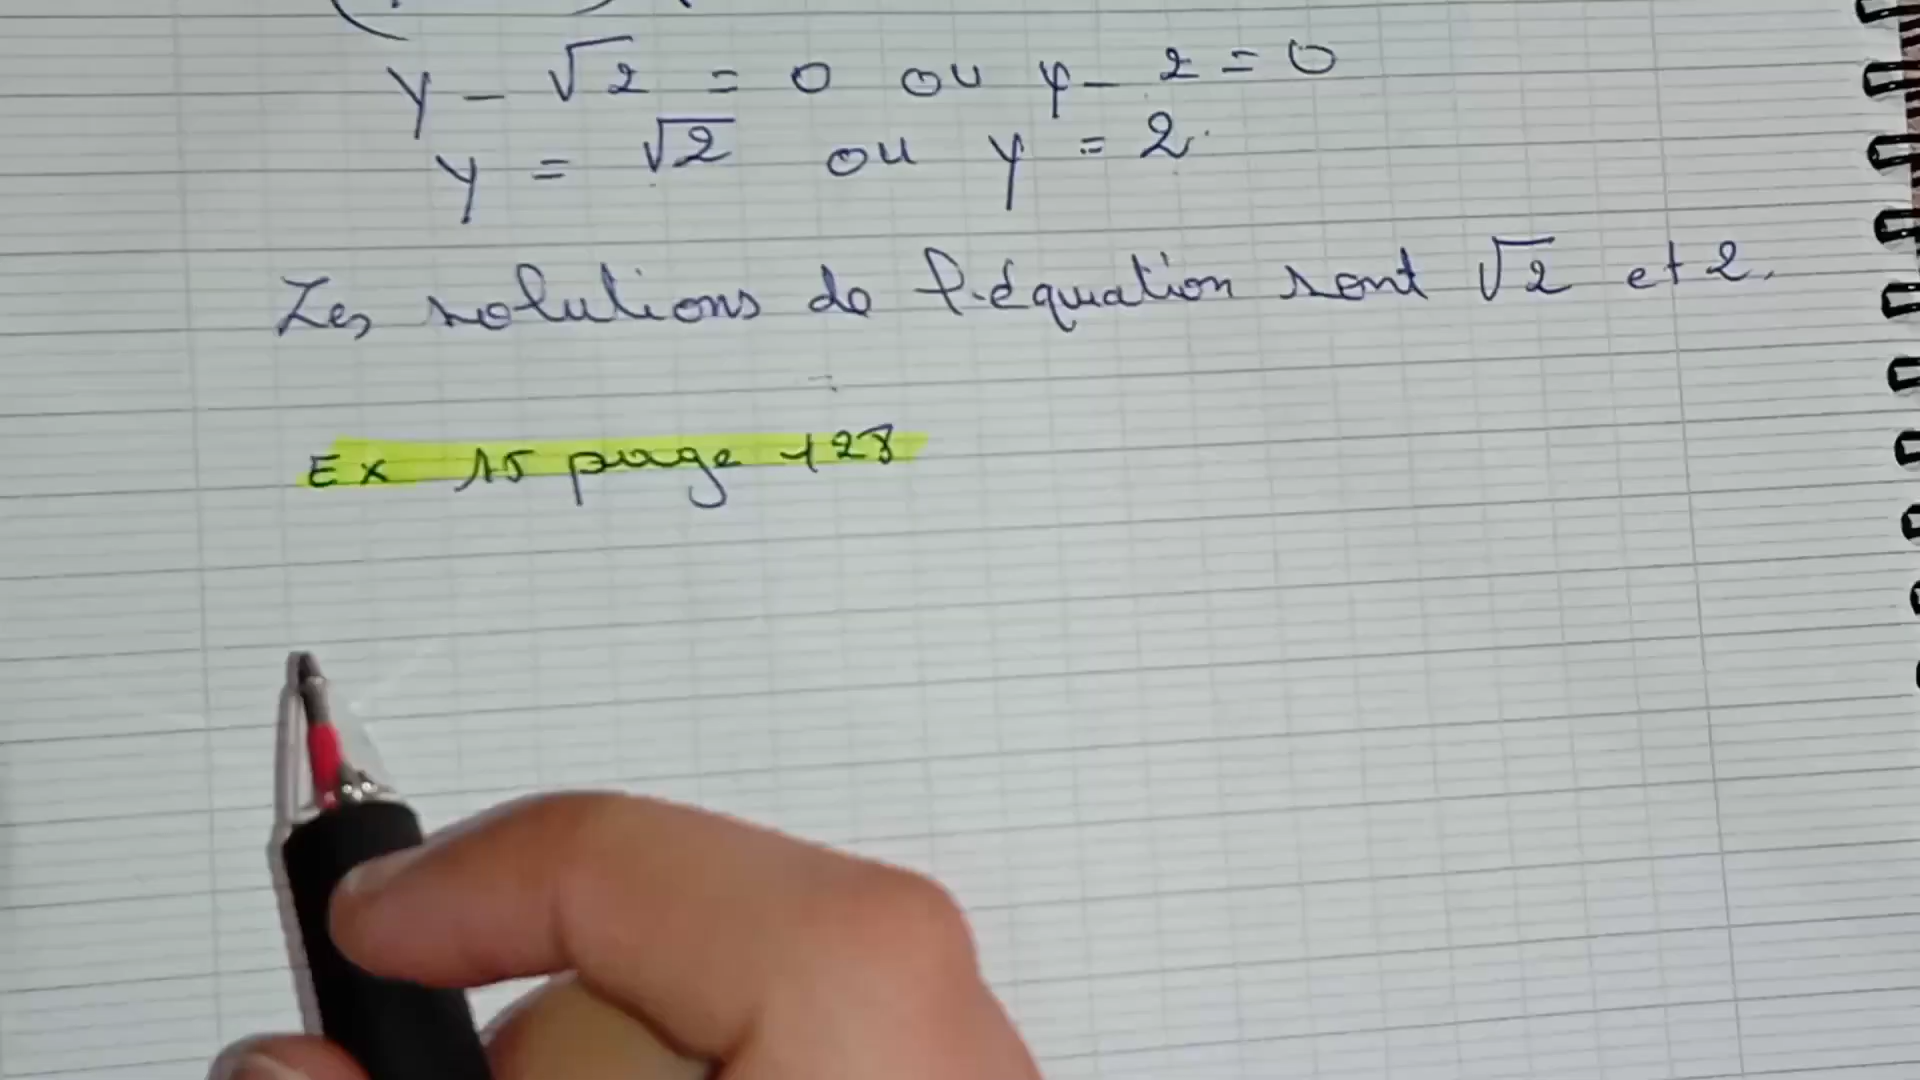 y - √2 = 0 ou y - 2 = 0
y = √2 ou y = 2.
Les solutions de l'équation sont √2 et 2.
Ex 15 page 128